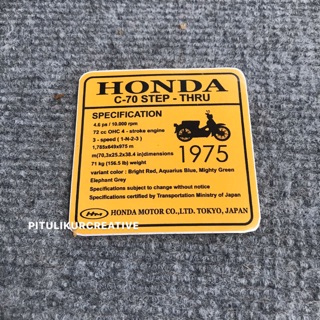 HONDA
C-70 STEP - THRU
SPECIFICATION
4.8 ps / 10.000 rpm
72 cc OHC 4 - stroke engine
3 - speed ( 1-N-2-3 )
1,785x649x975 m
m(70,3x25.2x38.4 in)dimensions
71 kg (156.5 lb) weight
1975
variant color : Bright Red, Aquarius Blue, Mighty Green
Elephant Grey
Specifications subject to change without notice
Specifications certified by Transportation Ministry of Japan
HM HONDA MOTOR CO.,LTD. TOKYO, JAPAN
PITULIKURCREATIVE